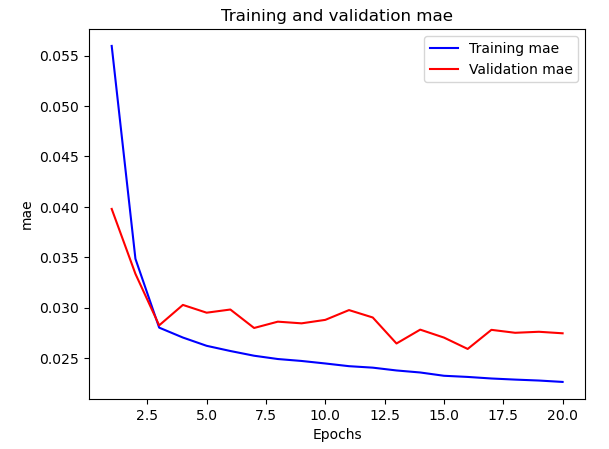 Training and validation mae
Training mae
Validation mae
0.055
0.050
0.045
0.040
0.035
0.030
0.025
mae
2.5 5.0 7.5 10.0 12.5 15.0 17.5 20.0
Epochs